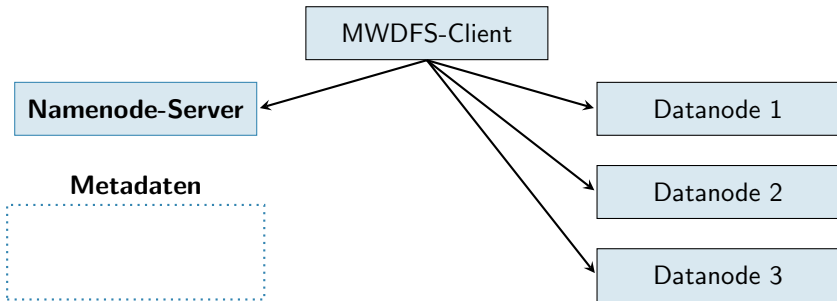 MWDFS-Client
Namenode-Server
Datanode 1
Metadaten
Datanode 2
Datanode 3